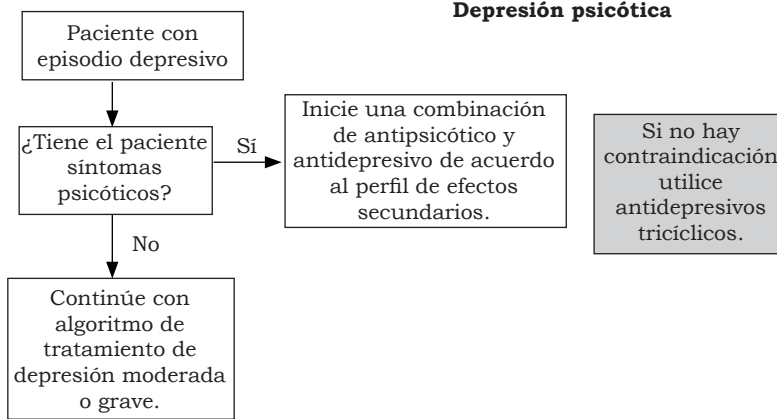 Depresión psicótica
Paciente con
episodio depresivo
¿Tiene el paciente
síntomas
psicóticos?
Sí
Inicie una combinación
de antipsicótico y
antidepresivo de acuerdo
al perfil de efectos
secundarios.
Si no hay
contraindicación
utilice
antidepresivos
tricíclicos.
No
Continúe con
algoritmo de
tratamiento de
depresión moderada
o grave.